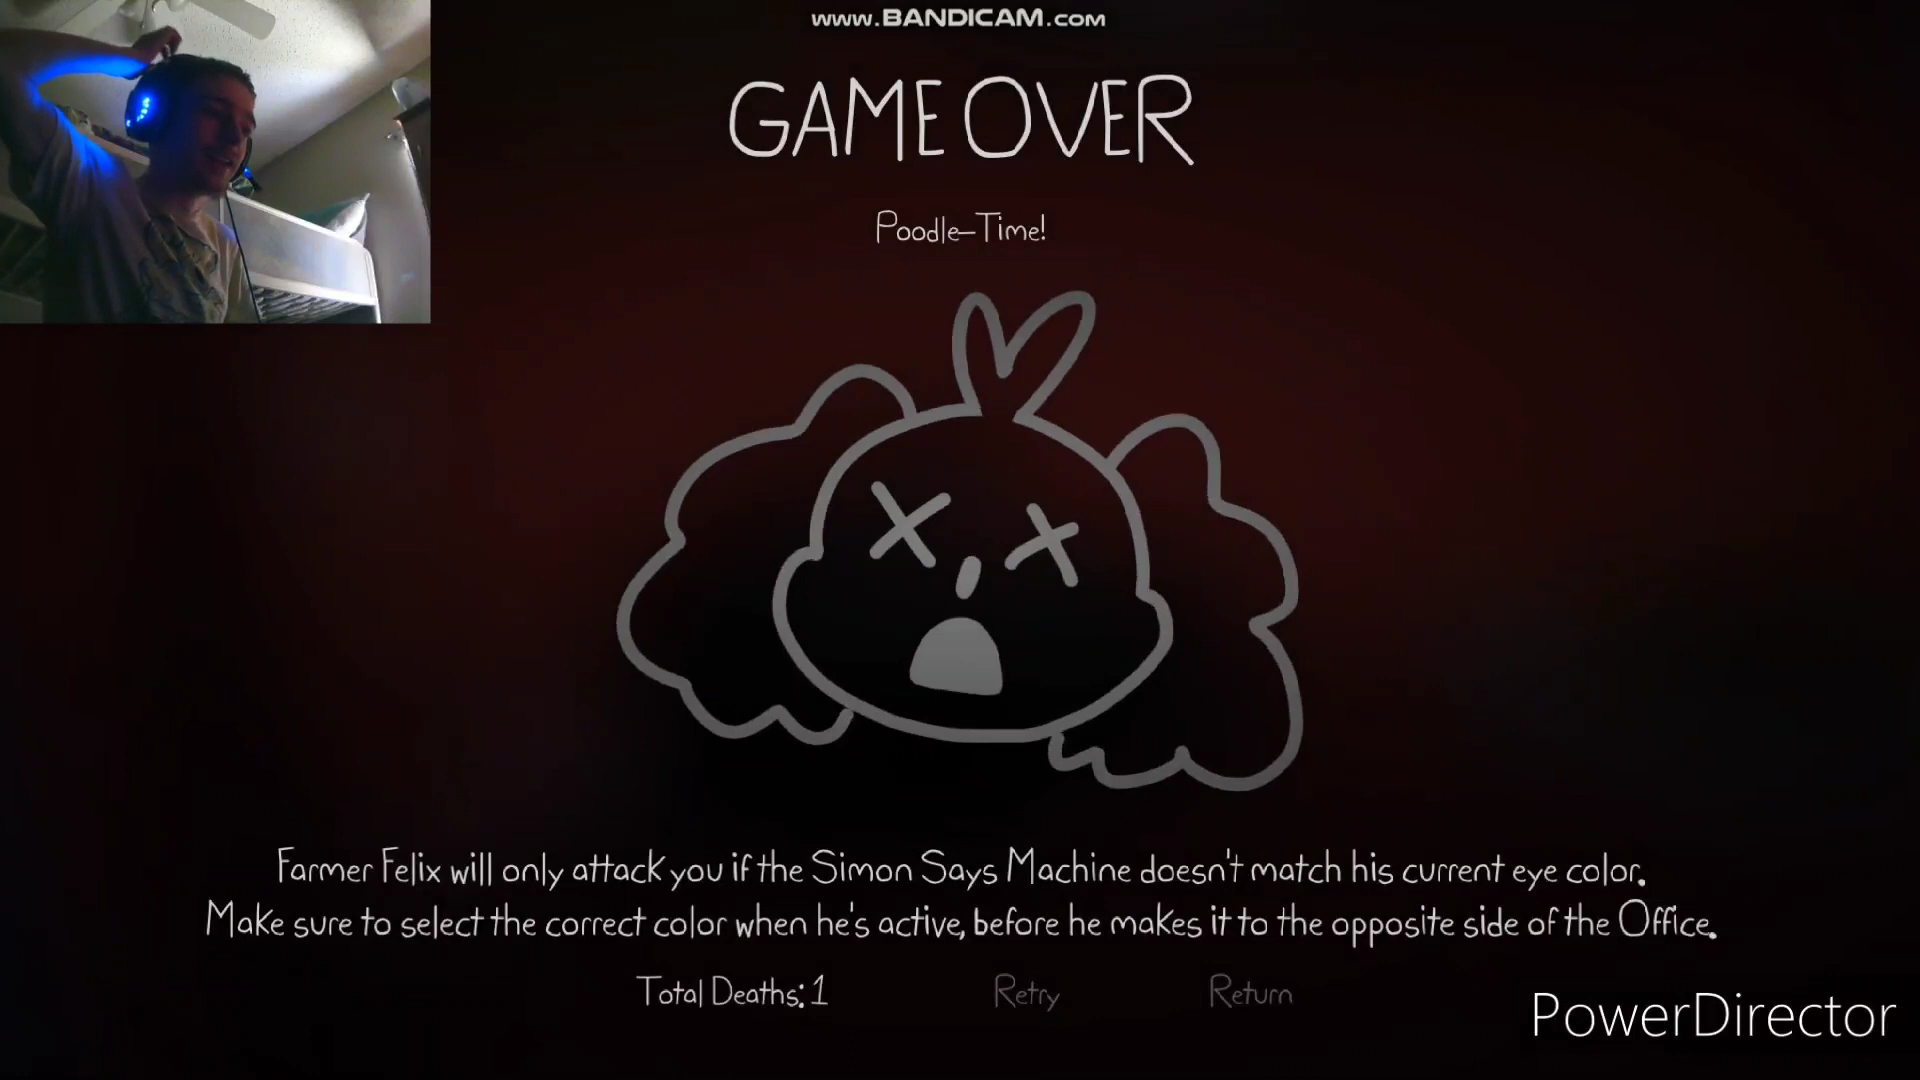 www.BANDICAM.com
GAME OVER
Poodle-Time!
Farmer Felix will only attack you if the Simon Says Machine doesn't match his current eye color.
Make sure to select the correct color when he's active, before he makes it to the opposite side of the Office.
Total Deaths: 1
Retry
Return
PowerDirector